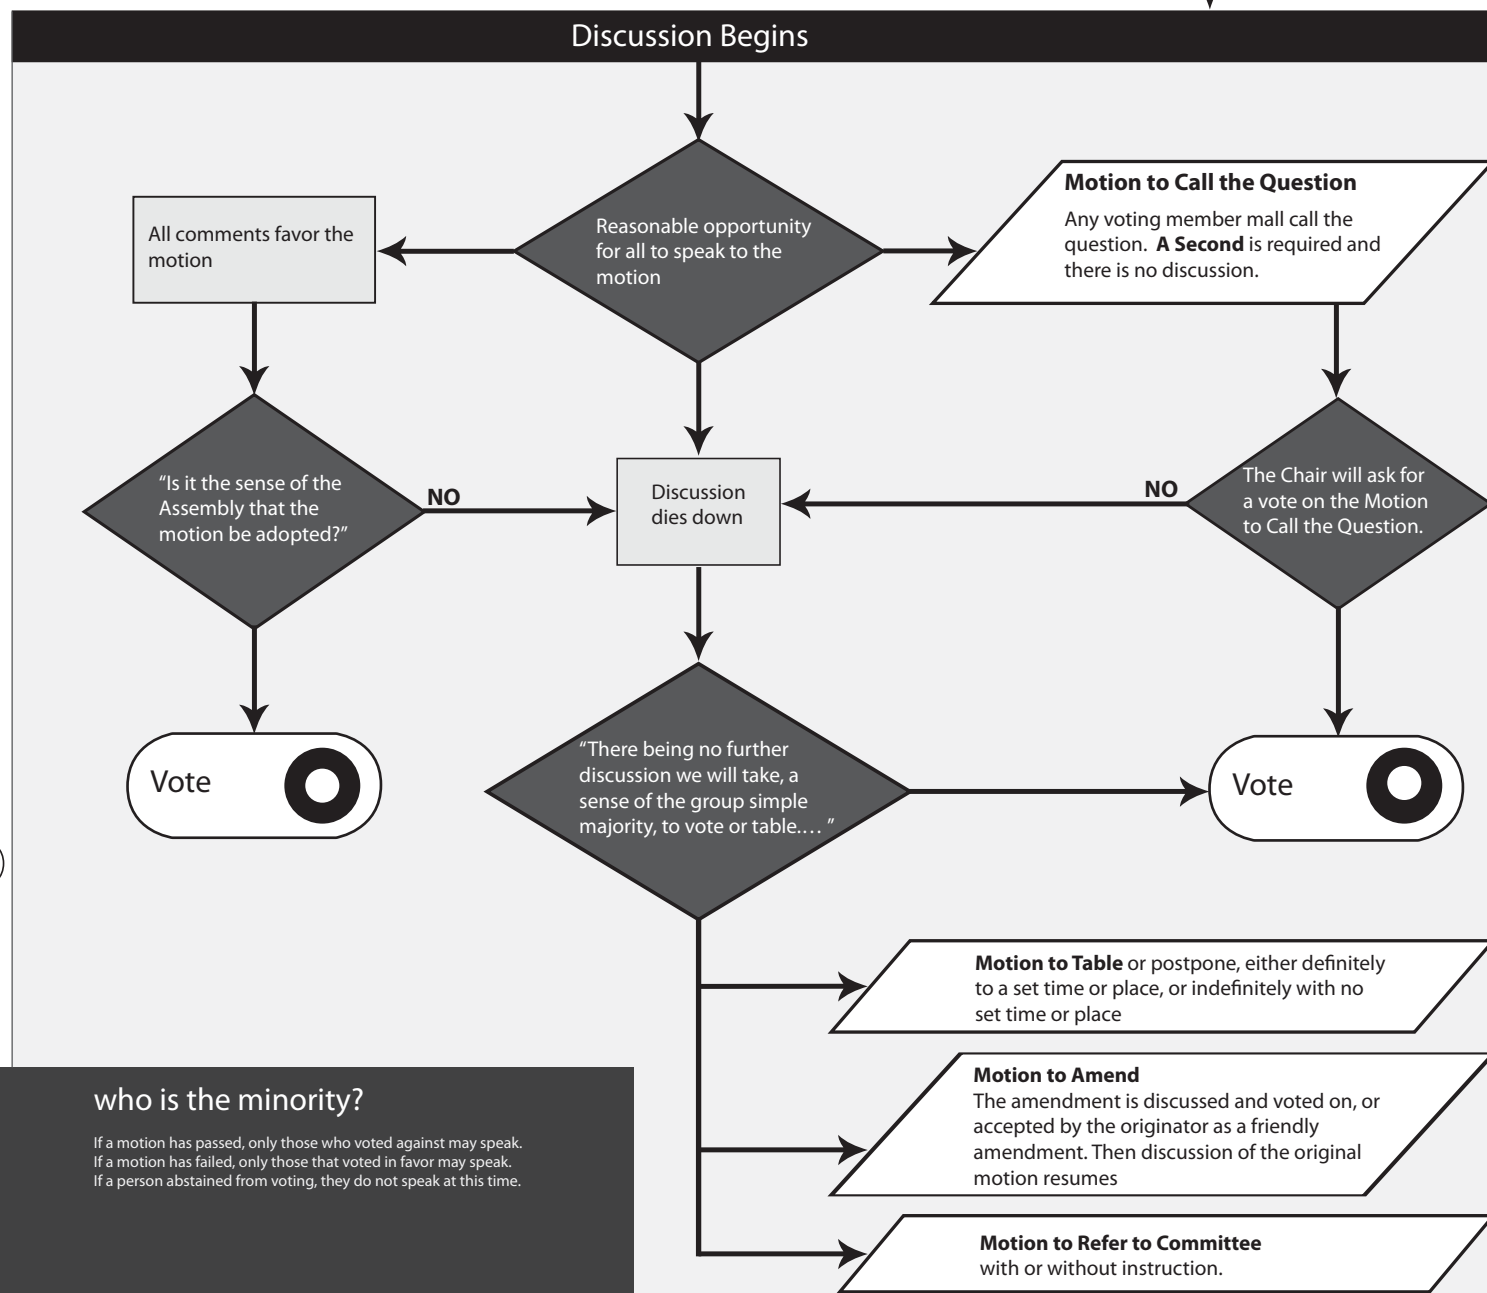 Discussion Begins
Reasonable opportunity
for all to speak to the
motion
All comments favor the
motion
Motion to Call the Question
Any voting member mall call the
question. A Second is required and
there is no discussion.
"Is it the sense of the
Assembly that the
motion be adopted?"
NO
Discussion
dies down
NO
The Chair will ask for
a vote on the Motion
to Call the Question.
Vote
"There being no further
discussion we will take, a
sense of the group simple
majority, to vote or table.... "
Vote
Motion to Table or postpone, either definitely
to a set time or place, or indefinitely with no
set time or place
Motion to Amend
The amendment is discussed and voted on, or
accepted by the originator as a friendly
amendment. Then discussion of the original
motion resumes
Motion to Refer to Committee
with or without instruction.
who is the minority?
If a motion has passed, only those who voted against may speak.
If a motion has failed, only those that voted in favor may speak.
If a person abstained from voting, they do not speak at this time.